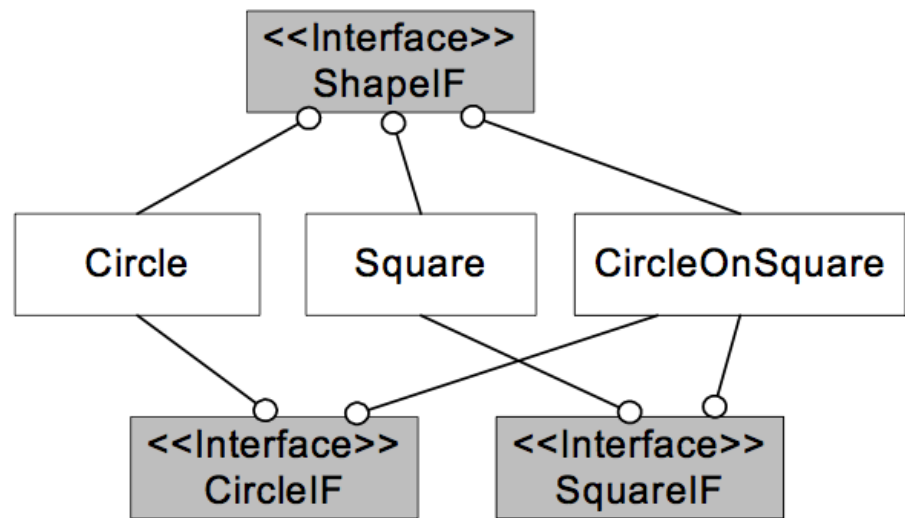 <<Interface>>
ShapeIF
Circle
Square
CircleOnSquare
<<Interface>>
CircleIF
<<Interface>>
SquareIF